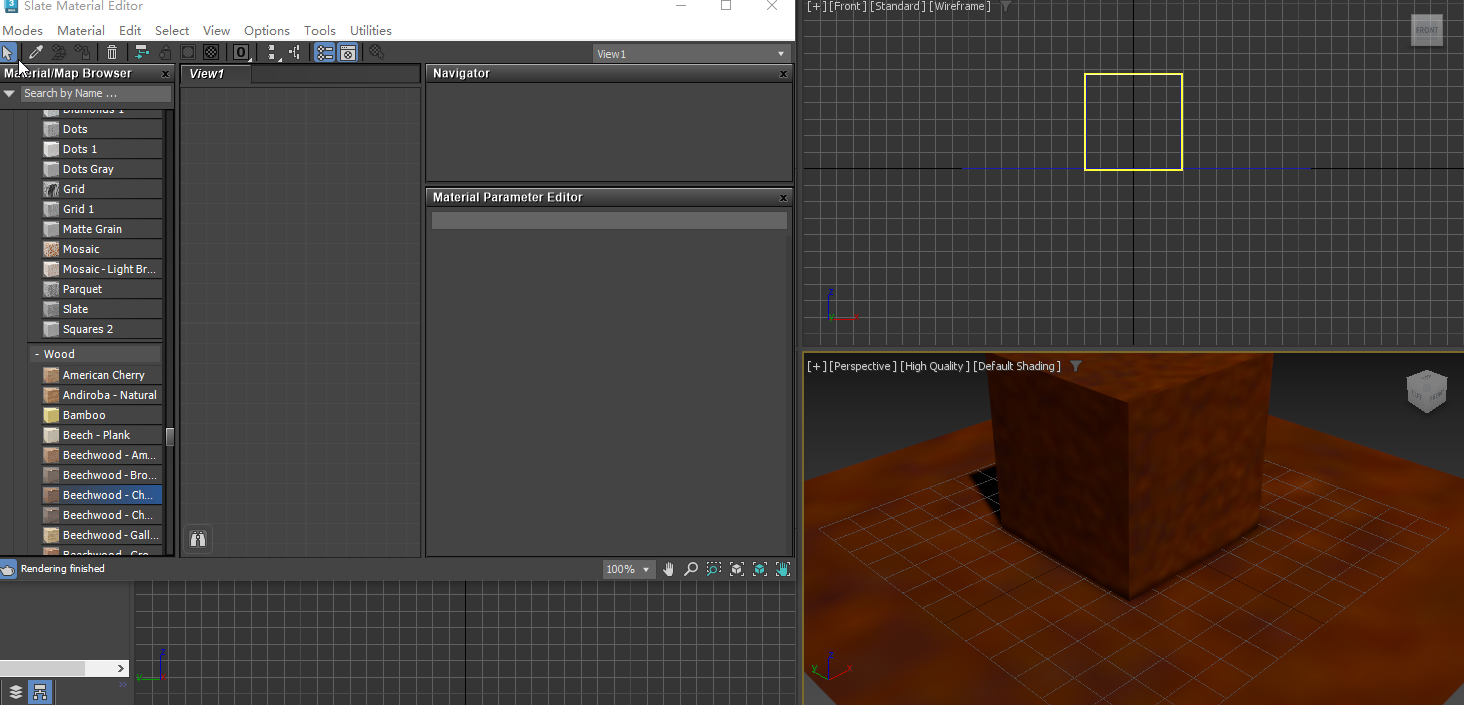 Slate Material Editor
Modes Material Edit Select View Options Tools Utilities
0
View1
Material/Map Browser x
View1
Navigator x
Search by Name ...
Diamonds 1
Dots
Dots 1
Dots Gray
Grid
Grid 1
Matte Grain
Mosaic
Mosaic - Light Br...
Parquet
Slate
Squares 2
- Wood
American Cherry
Andiroba - Natural
Bamboo
Beech - Plank
Beechwood - Am...
Beechwood - Bro...
Beechwood - Ch...
Beechwood - Ch...
Beechwood - Gall...
Material Parameter Editor x
Rendering finished
100%
z
y
[+] [Front] [Standard] [Wireframe]
FRONT
z
y x
[+] [Perspective] [High Quality] [Default Shading]
LEFT FRONT
z
y x